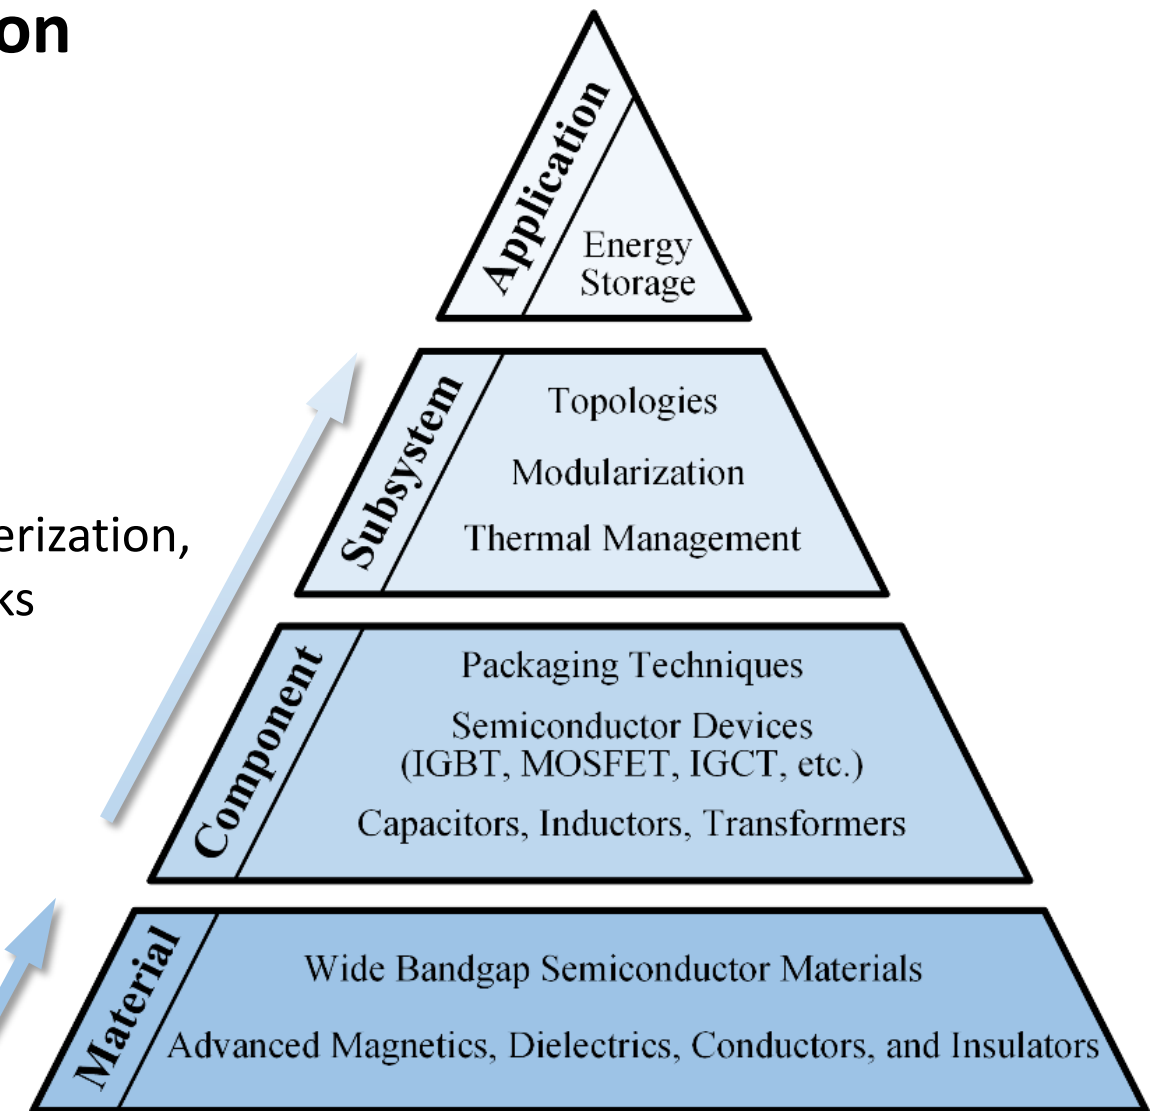 on
Application
Energy
Storage
Subsystem
Topologies
Modularization
Thermal Management
erization,
ks
Component
Packaging Techniques
Semiconductor Devices
(IGBT, MOSFET, IGCT, etc.)
Capacitors, Inductors, Transformers
Material
Wide Bandgap Semiconductor Materials
Advanced Magnetics, Dielectrics, Conductors, and Insulators